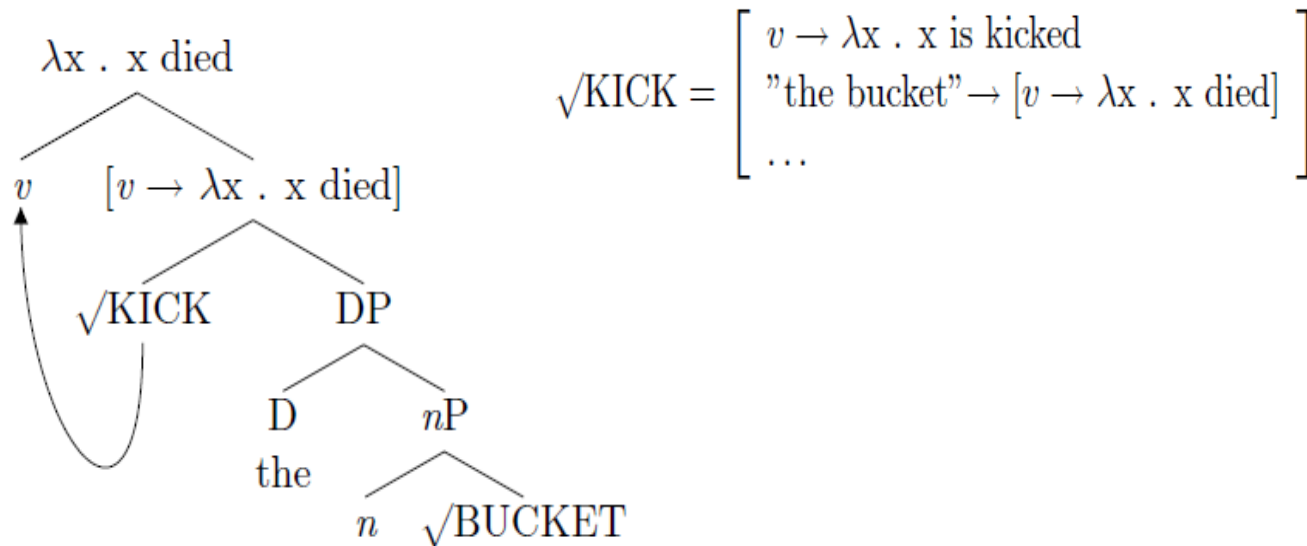 λx . x died
v [v → λx . x died]
√KICK DP
D nP
the
n √BUCKET
√KICK = [ v → λx . x is kicked
"the bucket" → [v → λx . x died]
... ]